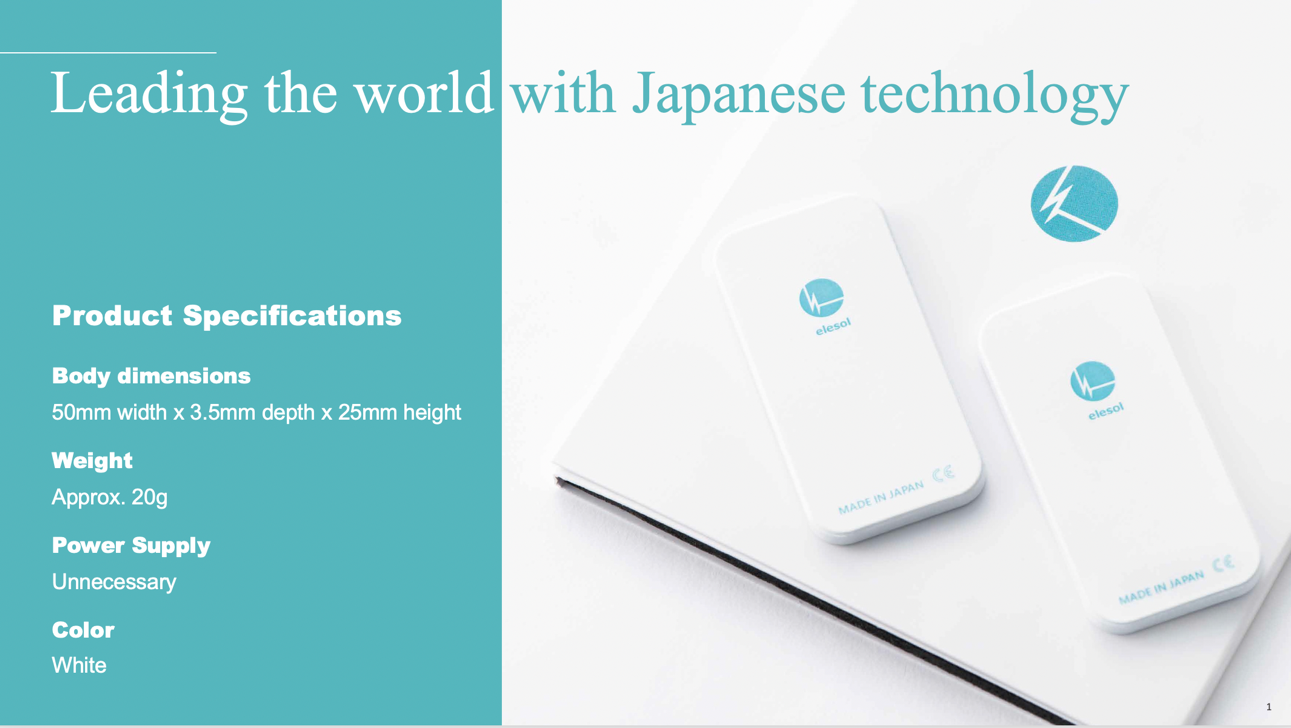 Leading the world with Japanese technology
Product Specifications
Body dimensions
50mm width x 3.5mm depth x 25mm height
Weight
Approx. 20g
Power Supply
Unnecessary
Color
White
elesol
MADE IN JAPAN CE
elesol
MADE IN JAPAN CE
1